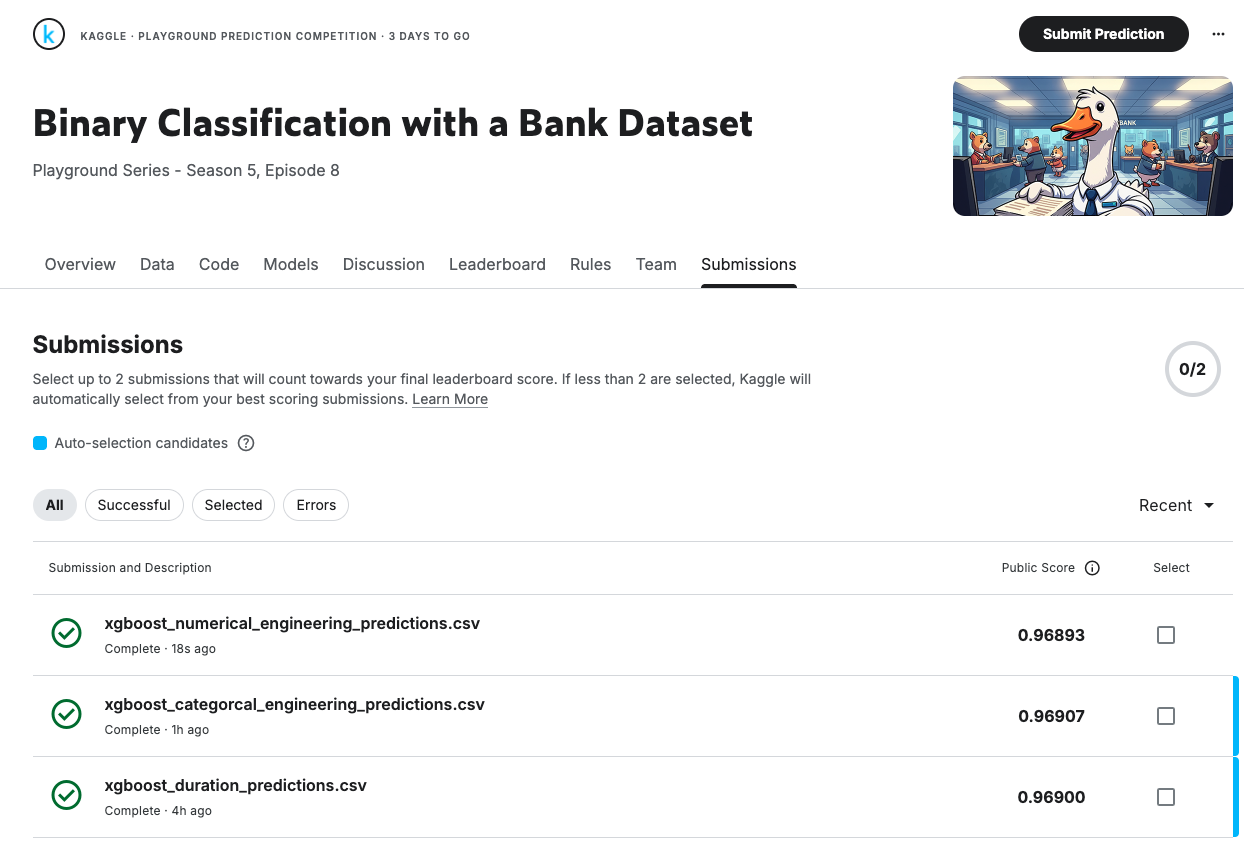 k KAGGLE · PLAYGROUND PREDICTION COMPETITION · 3 DAYS TO GO
Submit Prediction
Binary Classification with a Bank Dataset
Playground Series - Season 5, Episode 8
BANK
Overview Data Code Models Discussion Leaderboard Rules Team Submissions
Submissions
Select up to 2 submissions that will count towards your final leaderboard score. If less than 2 are selected, Kaggle will
automatically select from your best scoring submissions. Learn More
0/2
Auto-selection candidates ?
All Successful Selected Errors
Recent
Submission and Description Public Score Select
xgboost_numerical_engineering_predictions.csv
Complete · 18s ago
0.96893
xgboost_categorcal_engineering_predictions.csv
Complete · 1h ago
0.96907
xgboost_duration_predictions.csv
Complete · 4h ago
0.96900